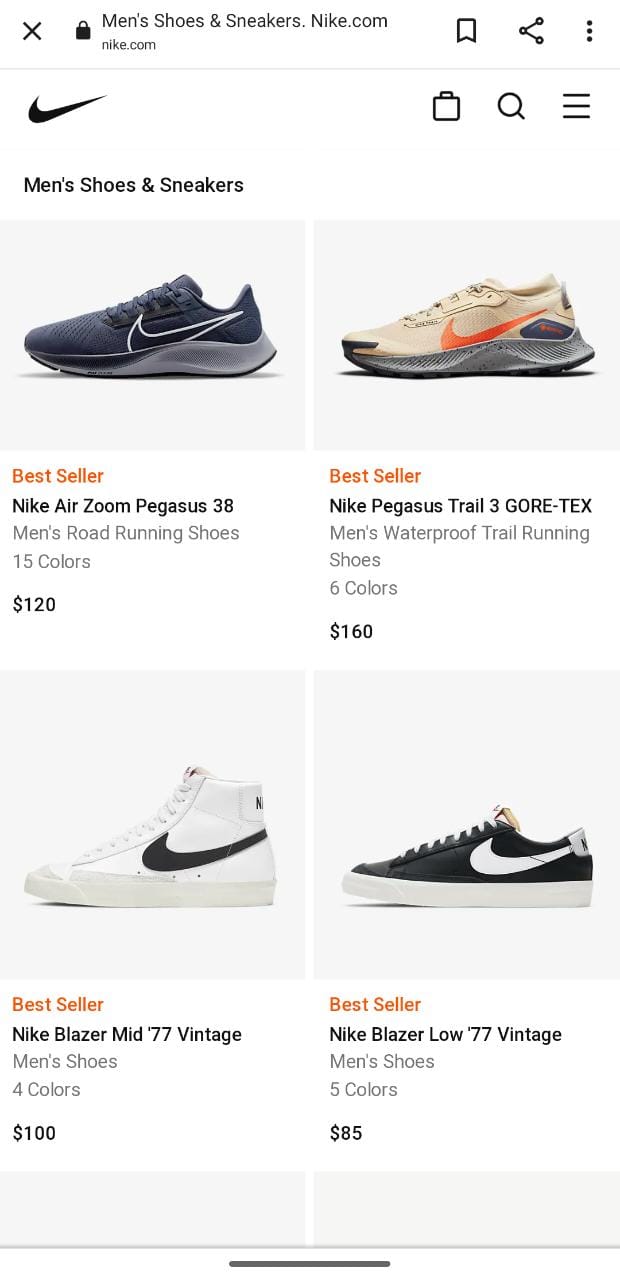 Men's Shoes & Sneakers. Nike.com
nike.com
Men's Shoes & Sneakers
Best Seller
Nike Air Zoom Pegasus 38
Men's Road Running Shoes
15 Colors
$120
Best Seller
Nike Pegasus Trail 3 GORE-TEX
Men's Waterproof Trail Running
Shoes
6 Colors
$160
Best Seller
Nike Blazer Mid '77 Vintage
Men's Shoes
4 Colors
$100
Best Seller
Nike Blazer Low '77 Vintage
Men's Shoes
5 Colors
$85